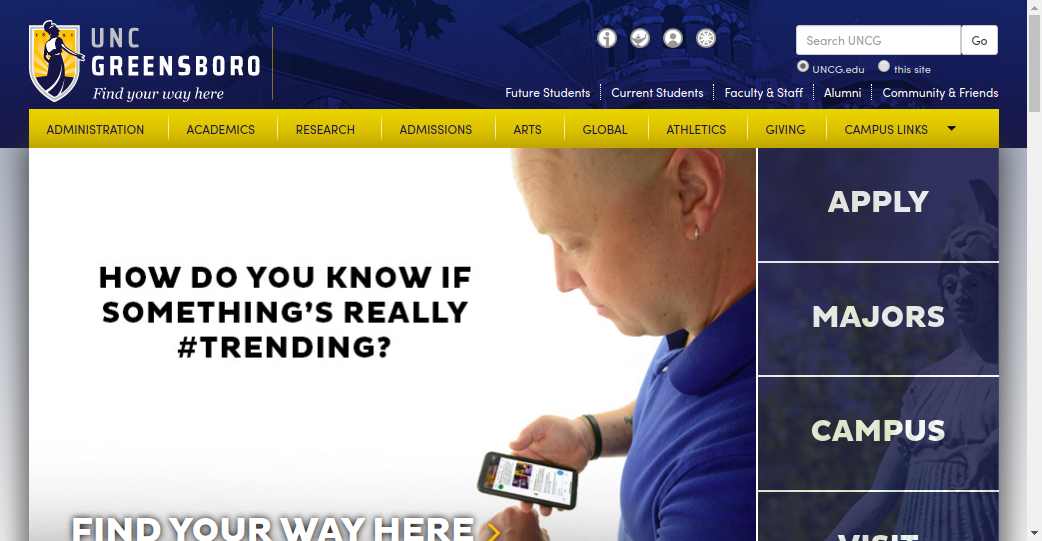 UNC
GREENSBORO
Find your way here
Search UNCG
Go
UNCG.edu
this site
Future Students
Current Students
Faculty & Staff
Alumni
Community & Friends
ADMINISTRATION
ACADEMICS
RESEARCH
ADMISSIONS
ARTS
GLOBAL
ATHLETICS
GIVING
CAMPUS LINKS
HOW DO YOU KNOW IF
SOMETHING'S REALLY
#TRENDING?
FIND YOUR WAY HERE
APPLY
MAJORS
CAMPUS
VISIT